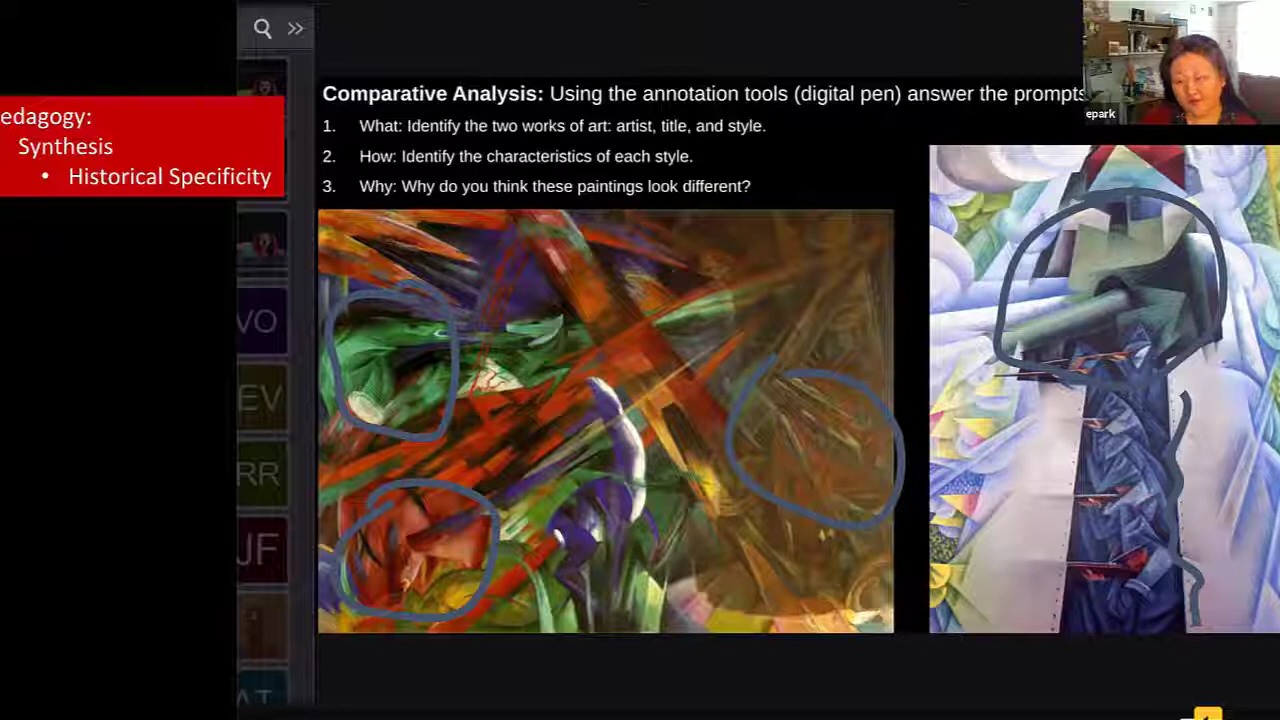 edagogy:
Synthesis
• Historical Specificity
Comparative Analysis: Using the annotation tools (digital pen) answer the prompts
1. What: Identify the two works of art: artist, title, and style.
2. How: Identify the characteristics of each style.
3. Why: Why do you think these paintings look different?
epark
VO
EV
RR
JF
AT